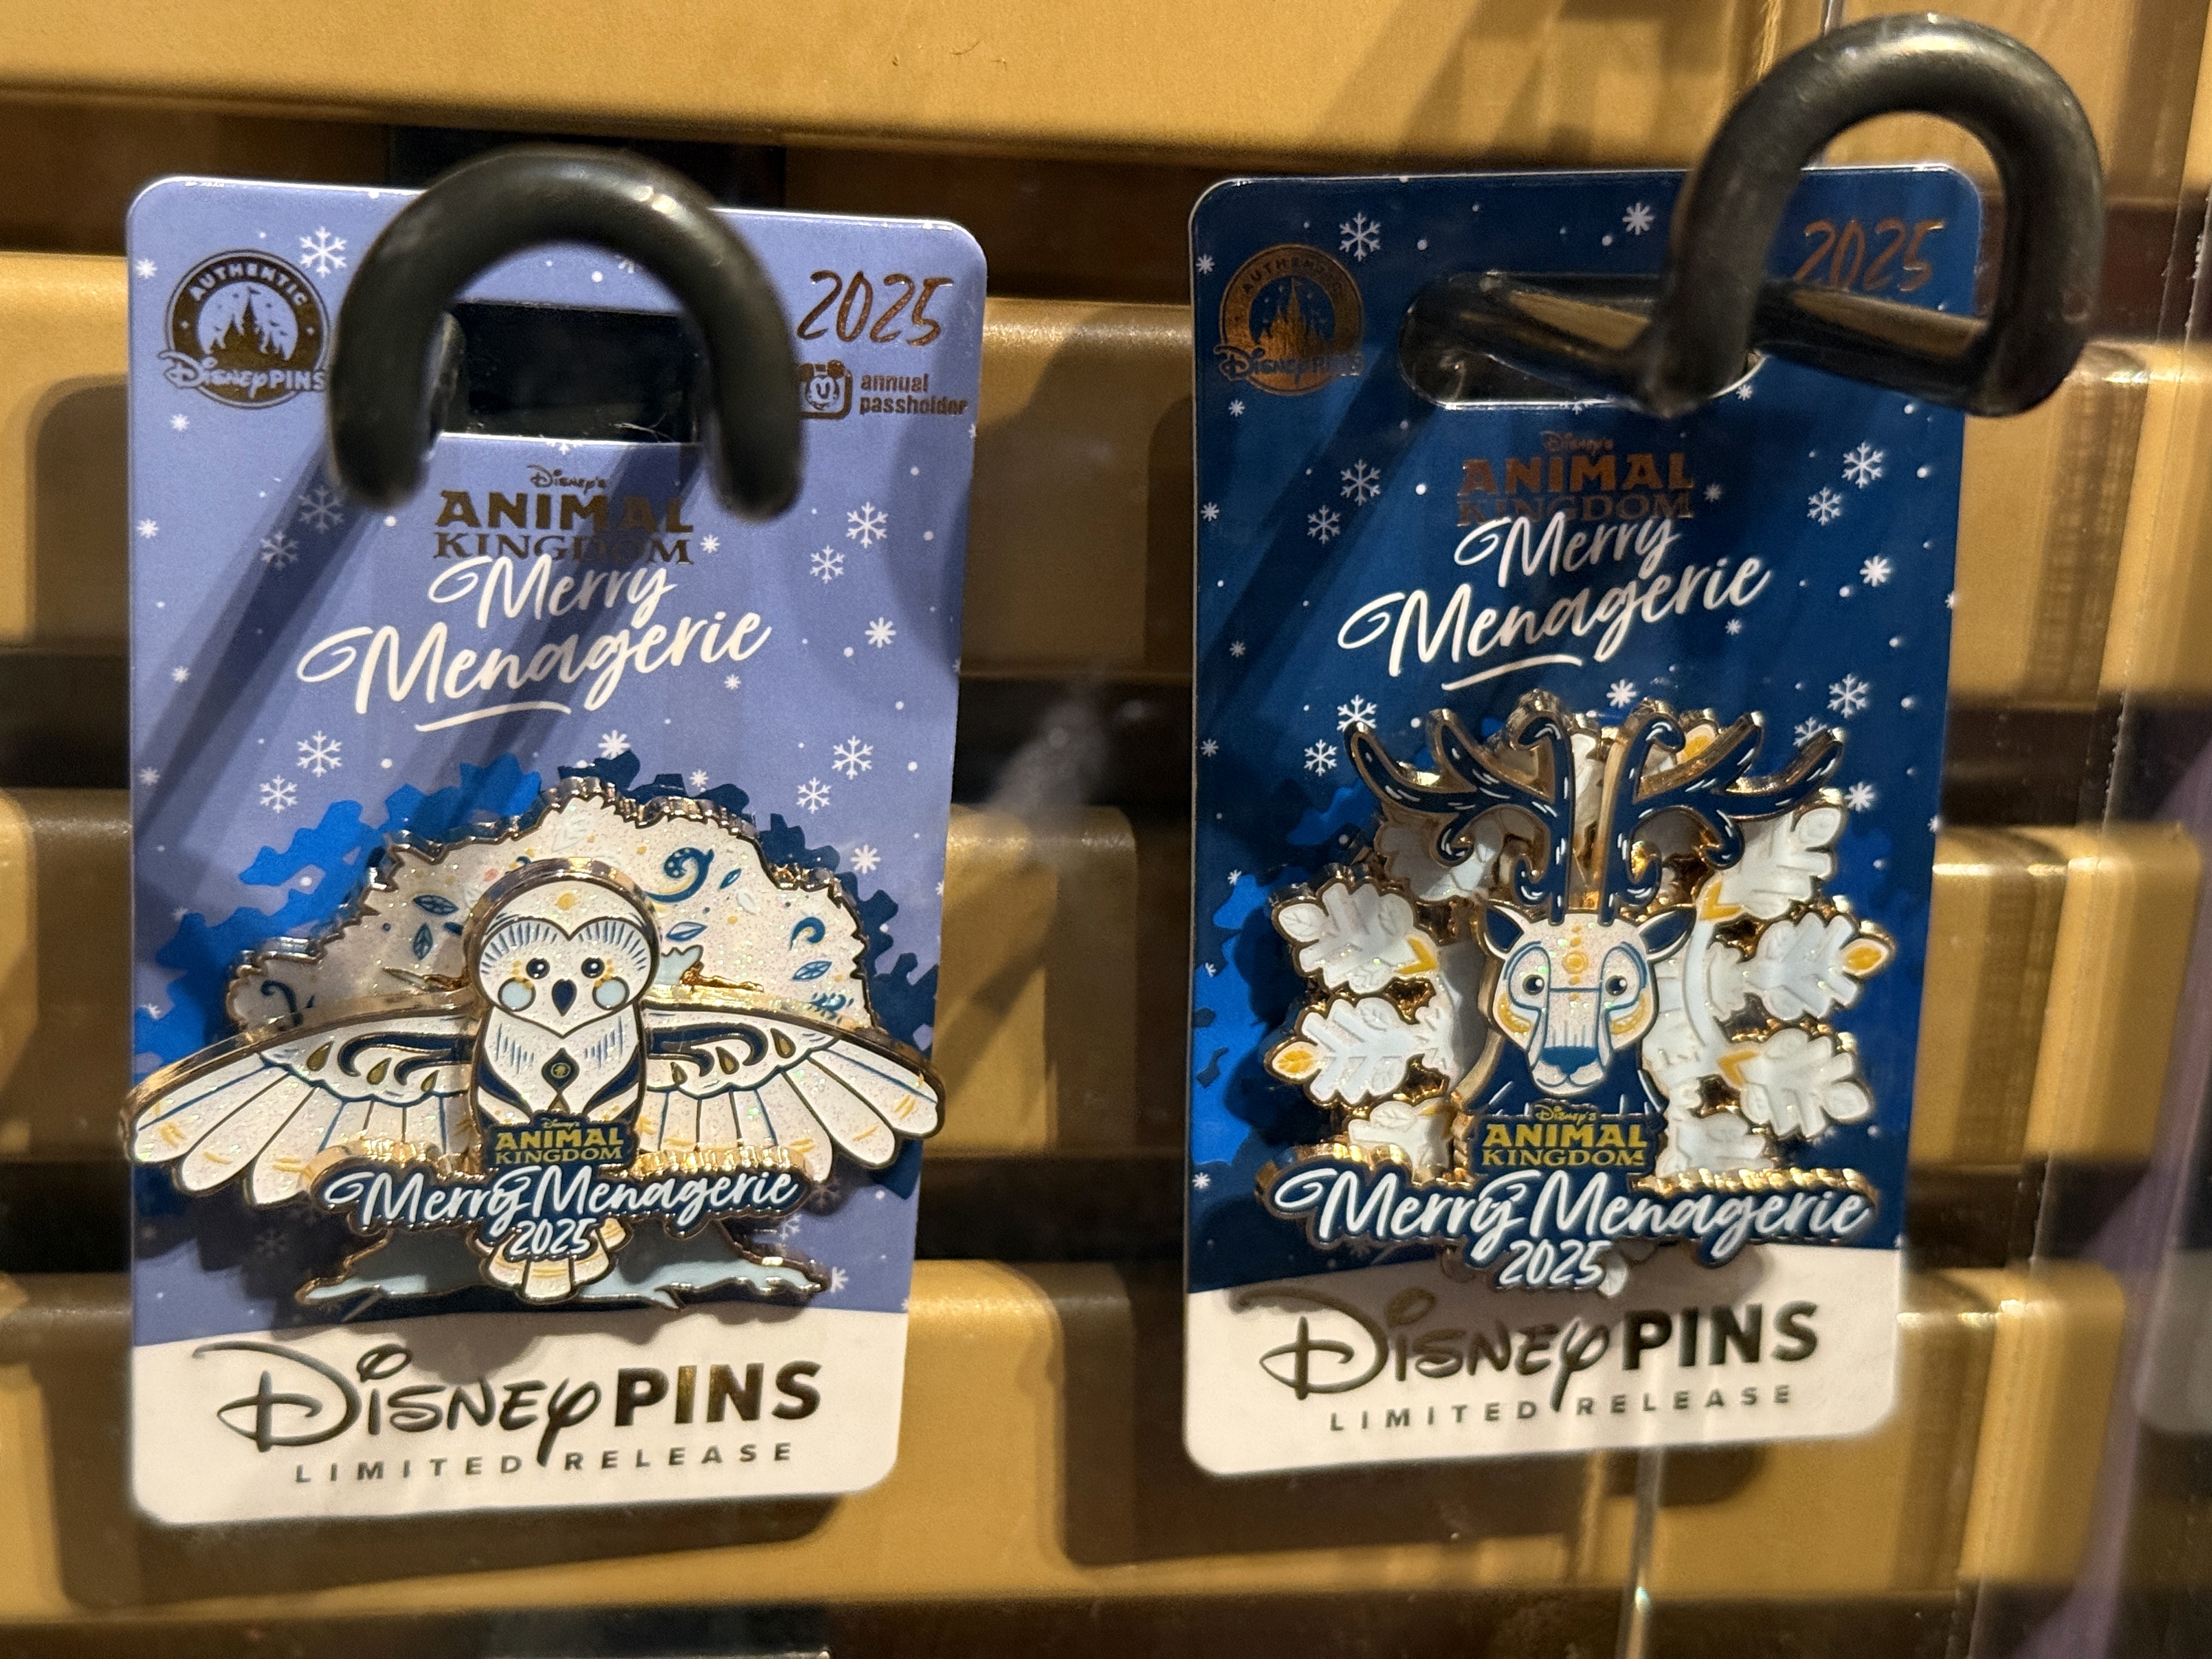 AUTHENTIC
Disney PINS
2025
annual
passholder
Disney's
ANIMAL
KINGDOM
Merry
Menagerie
Disney's
ANIMAL
KINGDOM
Merry Menagerie
2025
Disney PINS
LIMITED RELEASE
AUTHENTIC
Disney PINS
2025
Disney's
ANIMAL
KINGDOM
Merry
Menagerie
Disney's
ANIMAL
KINGDOM
Merry Menagerie
2025
Disney PINS
LIMITED RELEASE